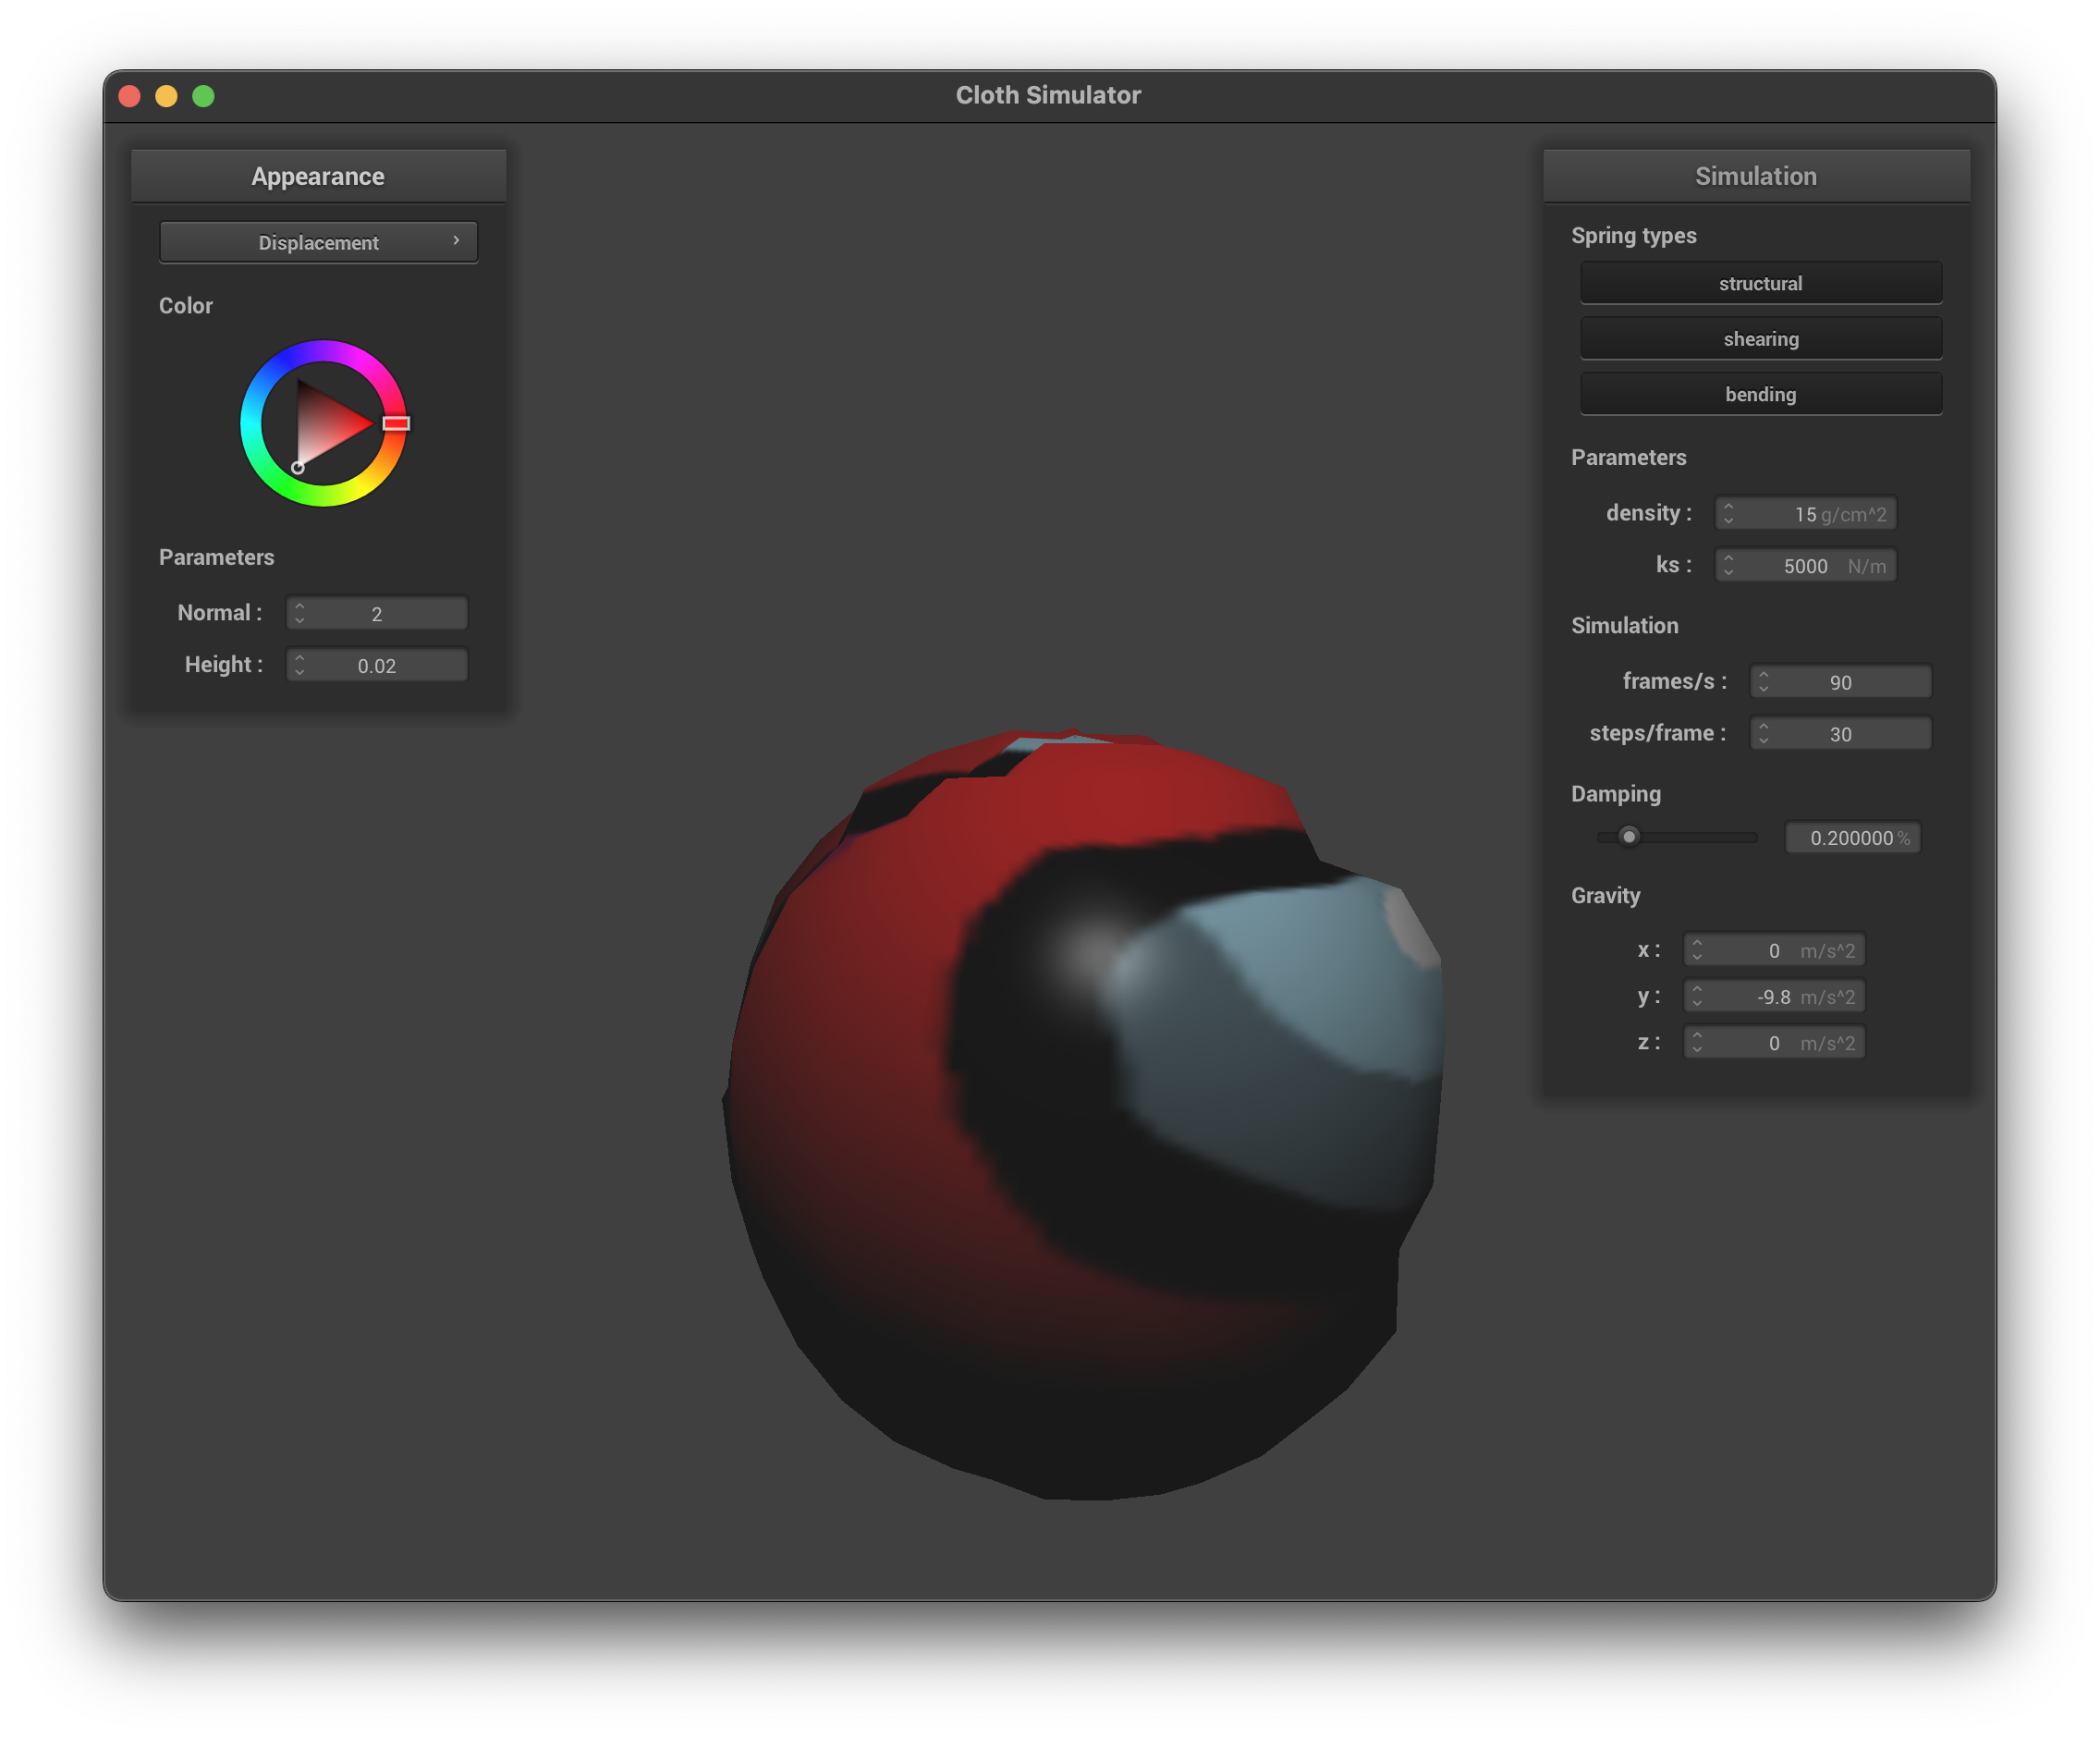 Cloth Simulator
Appearance
Displacement
Color
Parameters
Normal : 2
Height : 0.02
Simulation
Spring types
structural
shearing
bending
Parameters
density : 15 g/cm^2
ks : 5000 N/m
Simulation
frames/s : 90
steps/frame : 30
Damping
0.200000 %
Gravity
x : 0 m/s^2
y : -9.8 m/s^2
z : 0 m/s^2